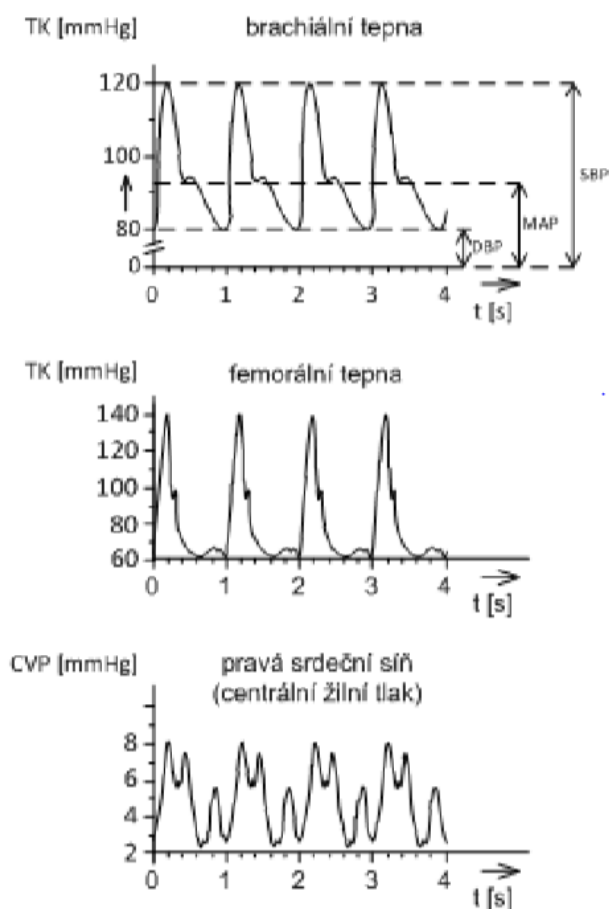 TK [mmHg]
brachiální tepna
120
100
80
0
SBP
MAP
DBP
0 1 2 3 4
t [s]
TK [mmHg]
femorální tepna
140
120
100
80
60
0 1 2 3 4
t [s]
CVP [mmHg]
pravá srdeční síň
(centrální žilní tlak)
8
6
4
2
0 1 2 3 4
t [s]